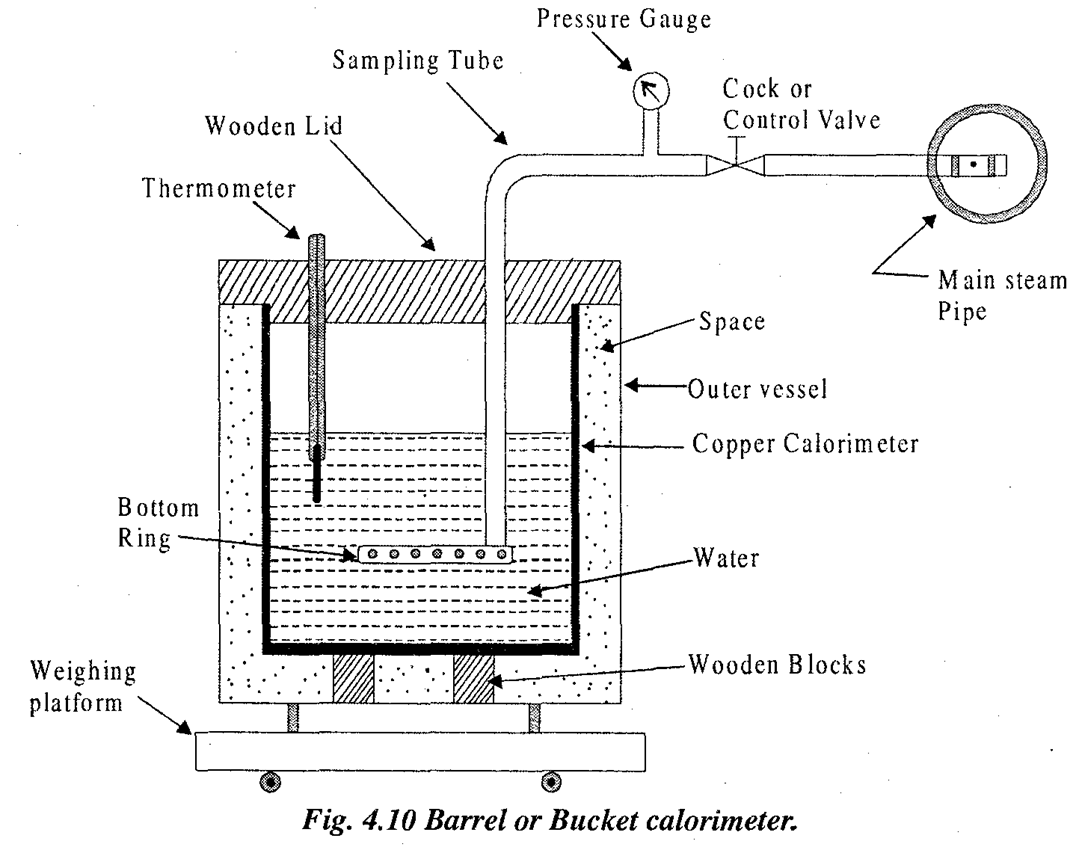 Pressure Gauge
Sampling Tube
Cock or
Control Valve
Wooden Lid
Thermometer
Main steam
Pipe
Space
Outer vessel
Copper Calorimeter
Bottom
Ring
Water
Wooden Blocks
Weighing
platform
Fig. 4.10 Barrel or Bucket calorimeter.